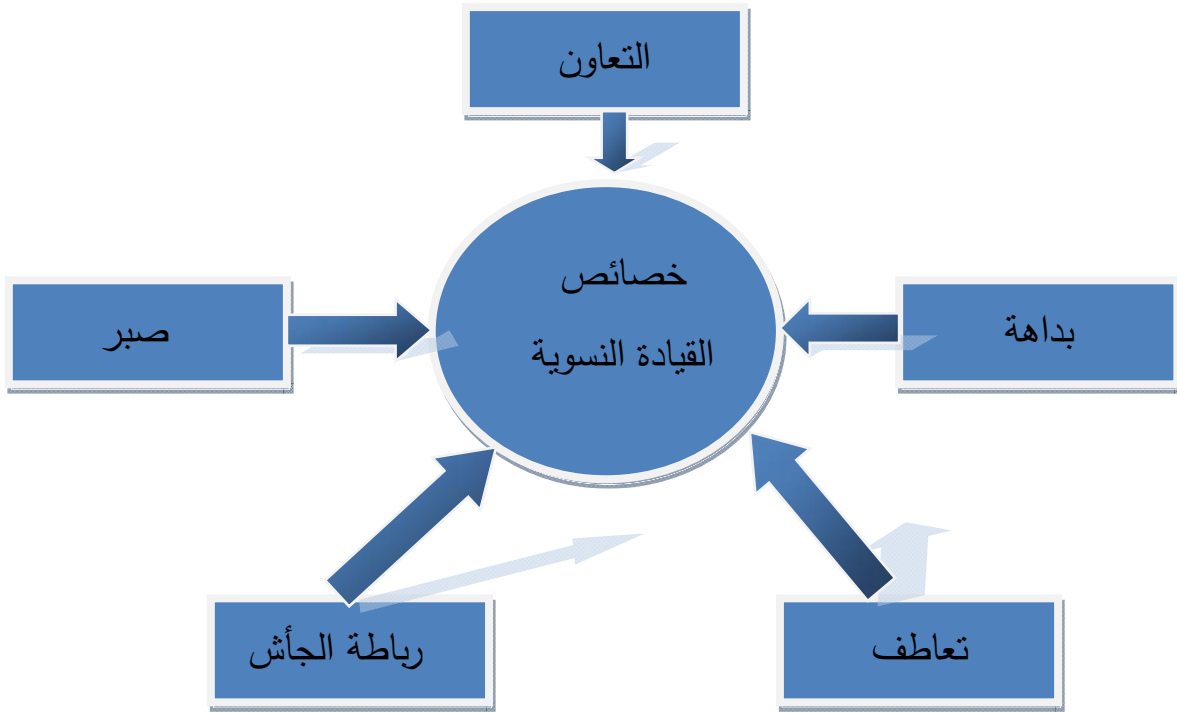 التعاون
خصائص
القيادة النسوية
بداهة
صبر
تعاطف
رباطة الجأش